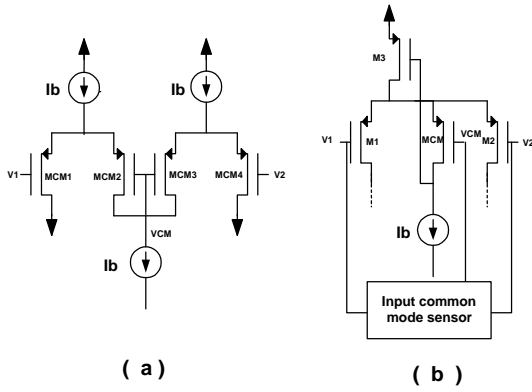 Ib
Ib
V1
MCM1
MCM2
MCM3
MCM4
V2
VCM
Ib
( a )
M3
V1
M1
MCM
VCM
M2
V2
Ib
Input common
mode sensor
( b )